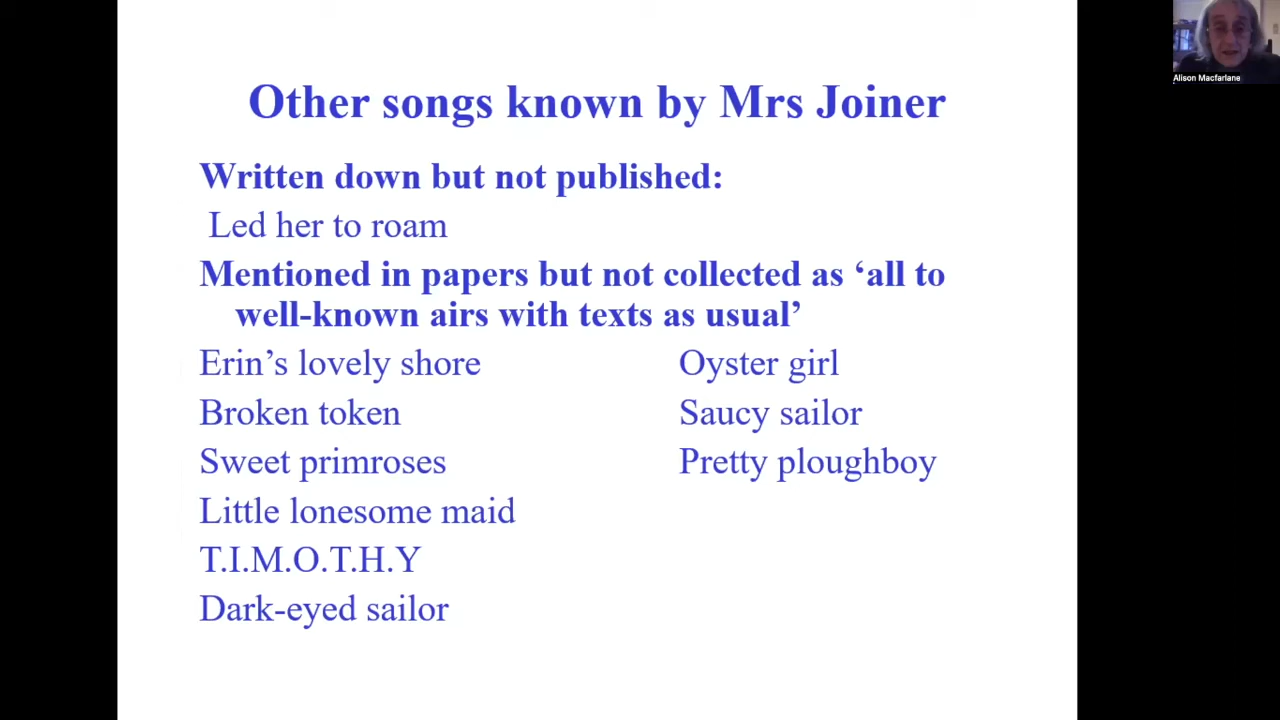 Other songs known by Mrs Joiner
Written down but not published:
Led her to roam
Mentioned in papers but not collected as ‘all to
well-known airs with texts as usual’
Erin’s lovely shore
Broken token
Sweet primroses
Little lonesome maid
T.I.M.O.T.H.Y
Dark-eyed sailor
Oyster girl
Saucy sailor
Pretty ploughboy
Alison Macfarlane